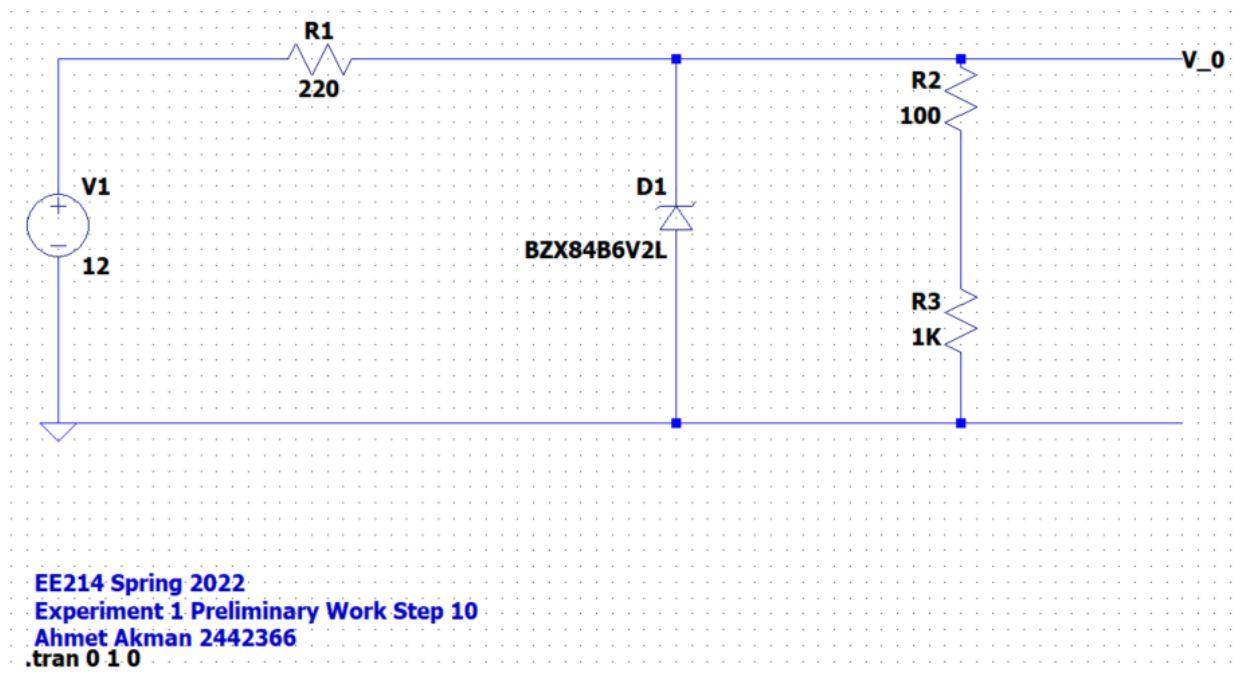 R1
220
V_0
R2
100
V1
12
D1
BZX84B6V2L
R3
1K
EE214 Spring 2022
Experiment 1 Preliminary Work Step 10
Ahmet Akman 2442366
.tran 0 1 0